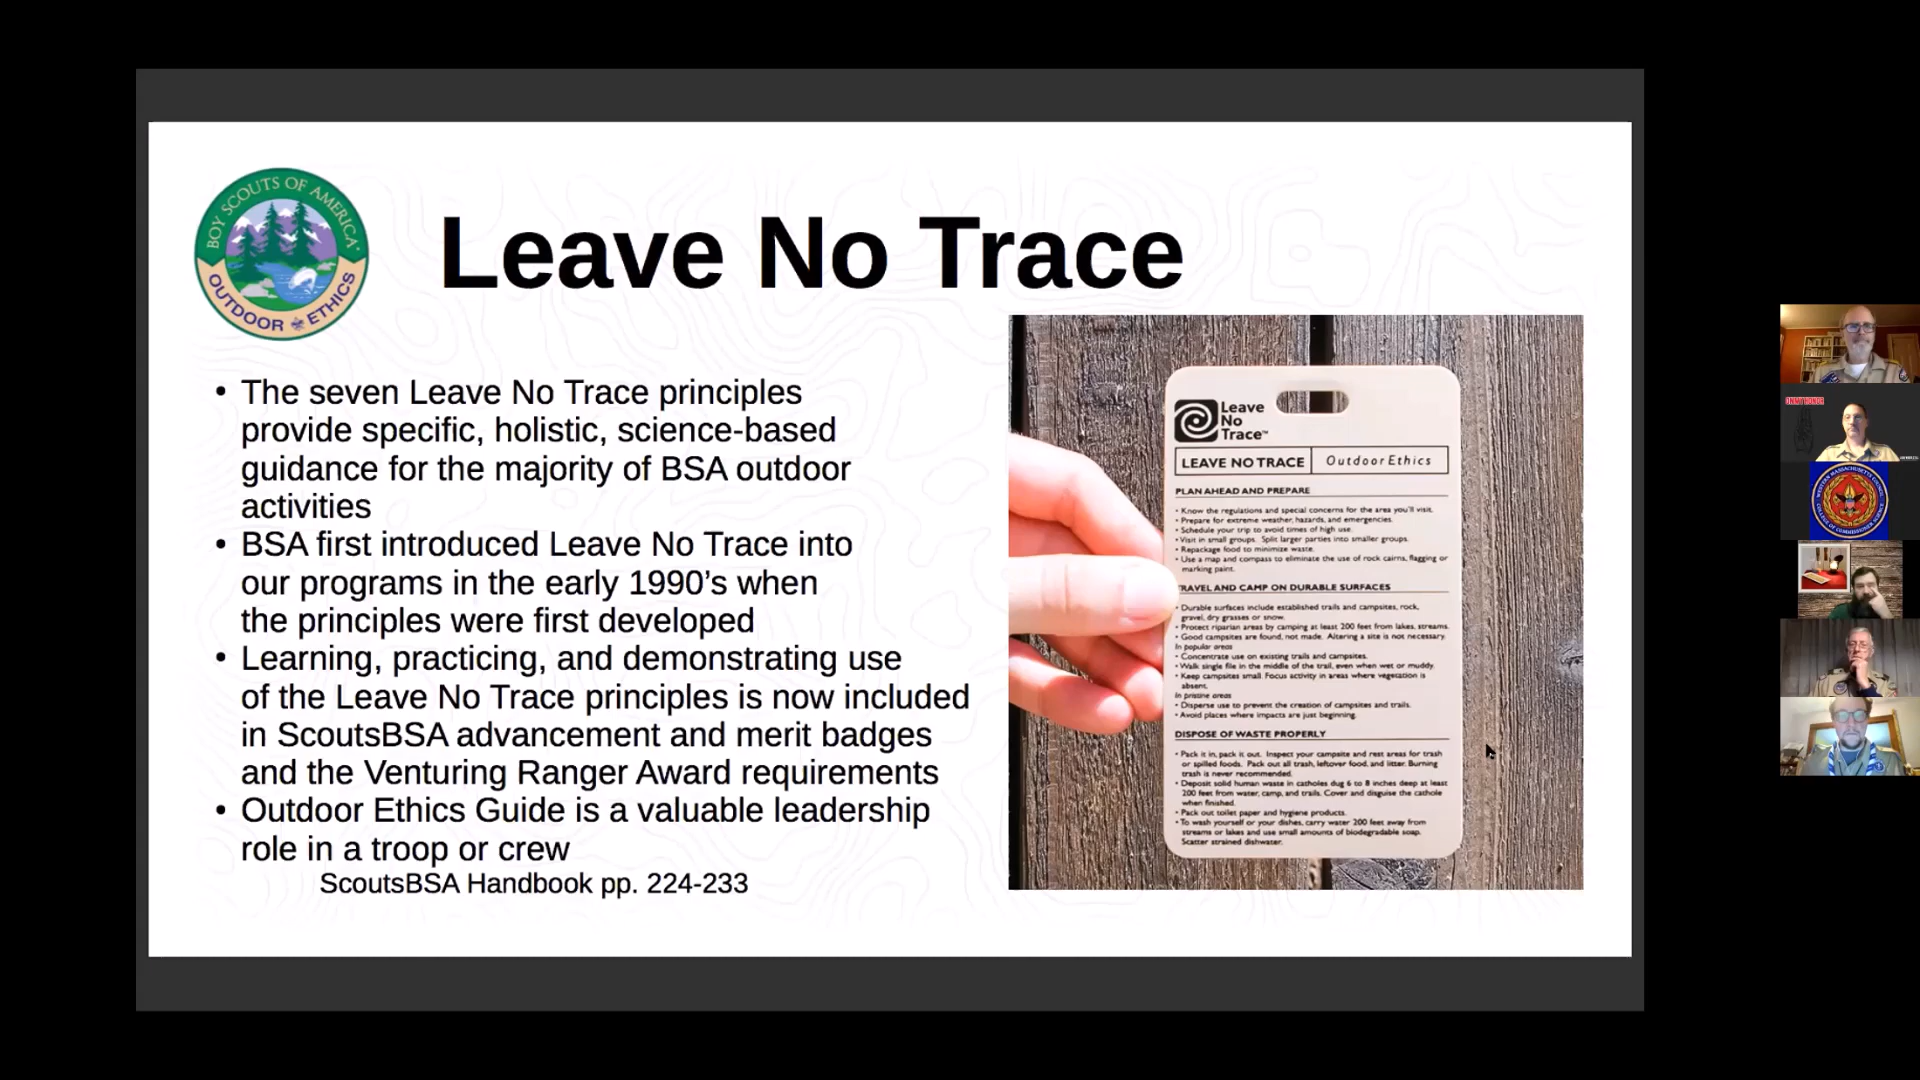 BOY SCOUTS OF AMERICA
OUTDOOR ETHICS
Leave No Trace
• The seven Leave No Trace principles
provide specific, holistic, science-based
guidance for the majority of BSA outdoor
activities
• BSA first introduced Leave No Trace into
our programs in the early 1990’s when
the principles were first developed
• Learning, practicing, and demonstrating use
of the Leave No Trace principles is now included
in ScoutsBSA advancement and merit badges
and the Venturing Ranger Award requirements
• Outdoor Ethics Guide is a valuable leadership
role in a troop or crew
ScoutsBSA Handbook pp. 224-233
Leave
No
Trace™
LEAVE NO TRACE Outdoor Ethics
PLAN AHEAD AND PREPARE
• Know the regulations and special concerns for the area you'll visit.
• Prepare for extreme weather, hazards, and emergencies.
• Schedule your trip to avoid times of high use.
• Visit in small groups. Split larger parties into smaller groups.
• Repackage food to minimize waste.
• Use a map and compass to eliminate the use of rock cairns, flagging or
marking paint.
TRAVEL AND CAMP ON DURABLE SURFACES
• Durable surfaces include established trails and campsites, rock,
gravel, dry grasses or snow.
• Protect riparian areas by camping at least 200 feet from lakes, streams.
• Good campsites are found, not made. Altering a site is not necessary.
In popular areas
• Concentrate use on existing trails and campsites.
• Walk single file in the middle of the trail, even when wet or muddy.
• Keep campsites small. Focus activity in areas where vegetation is
absent.
In pristine areas
• Disperse use to prevent the creation of campsites and trails.
• Avoid places where impacts are just beginning.
DISPOSE OF WASTE PROPERLY
• Pack it in, pack it out. Inspect your campsite and rest areas for trash
or spilled foods. Pack out all trash, leftover food, and litter. Burning
trash is never recommended.
• Deposit solid human waste in catholes dug 6 to 8 inches deep at least
200 feet from water, camp, and trails. Cover and disguise the cathole
when finished.
• Pack out toilet paper and hygiene products.
• To wash yourself or your dishes, carry water 200 feet away from
streams or lakes and use small amounts of biodegradable soap.
Scatter strained dishwater.
WESTERN MASSACHUSETTS COUNCIL
COLLEGE OF COMMISSIONER SCIENCE